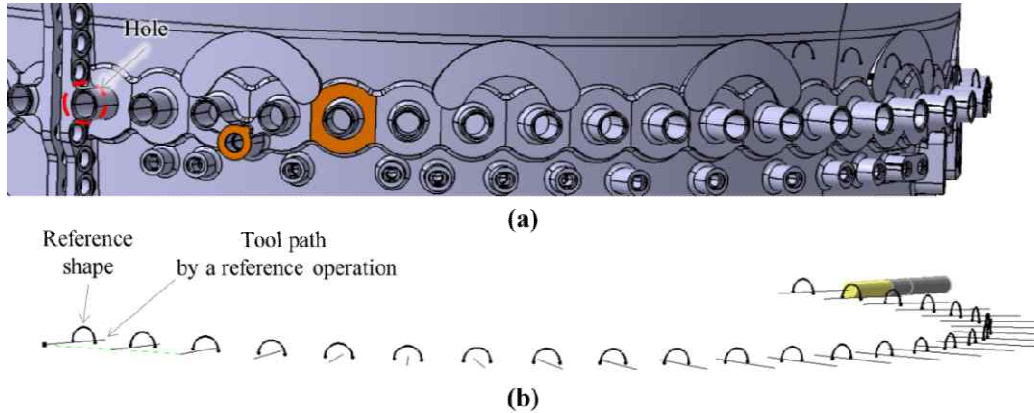 Hole
(a)
Reference
shape
Tool path
by a reference operation
(b)